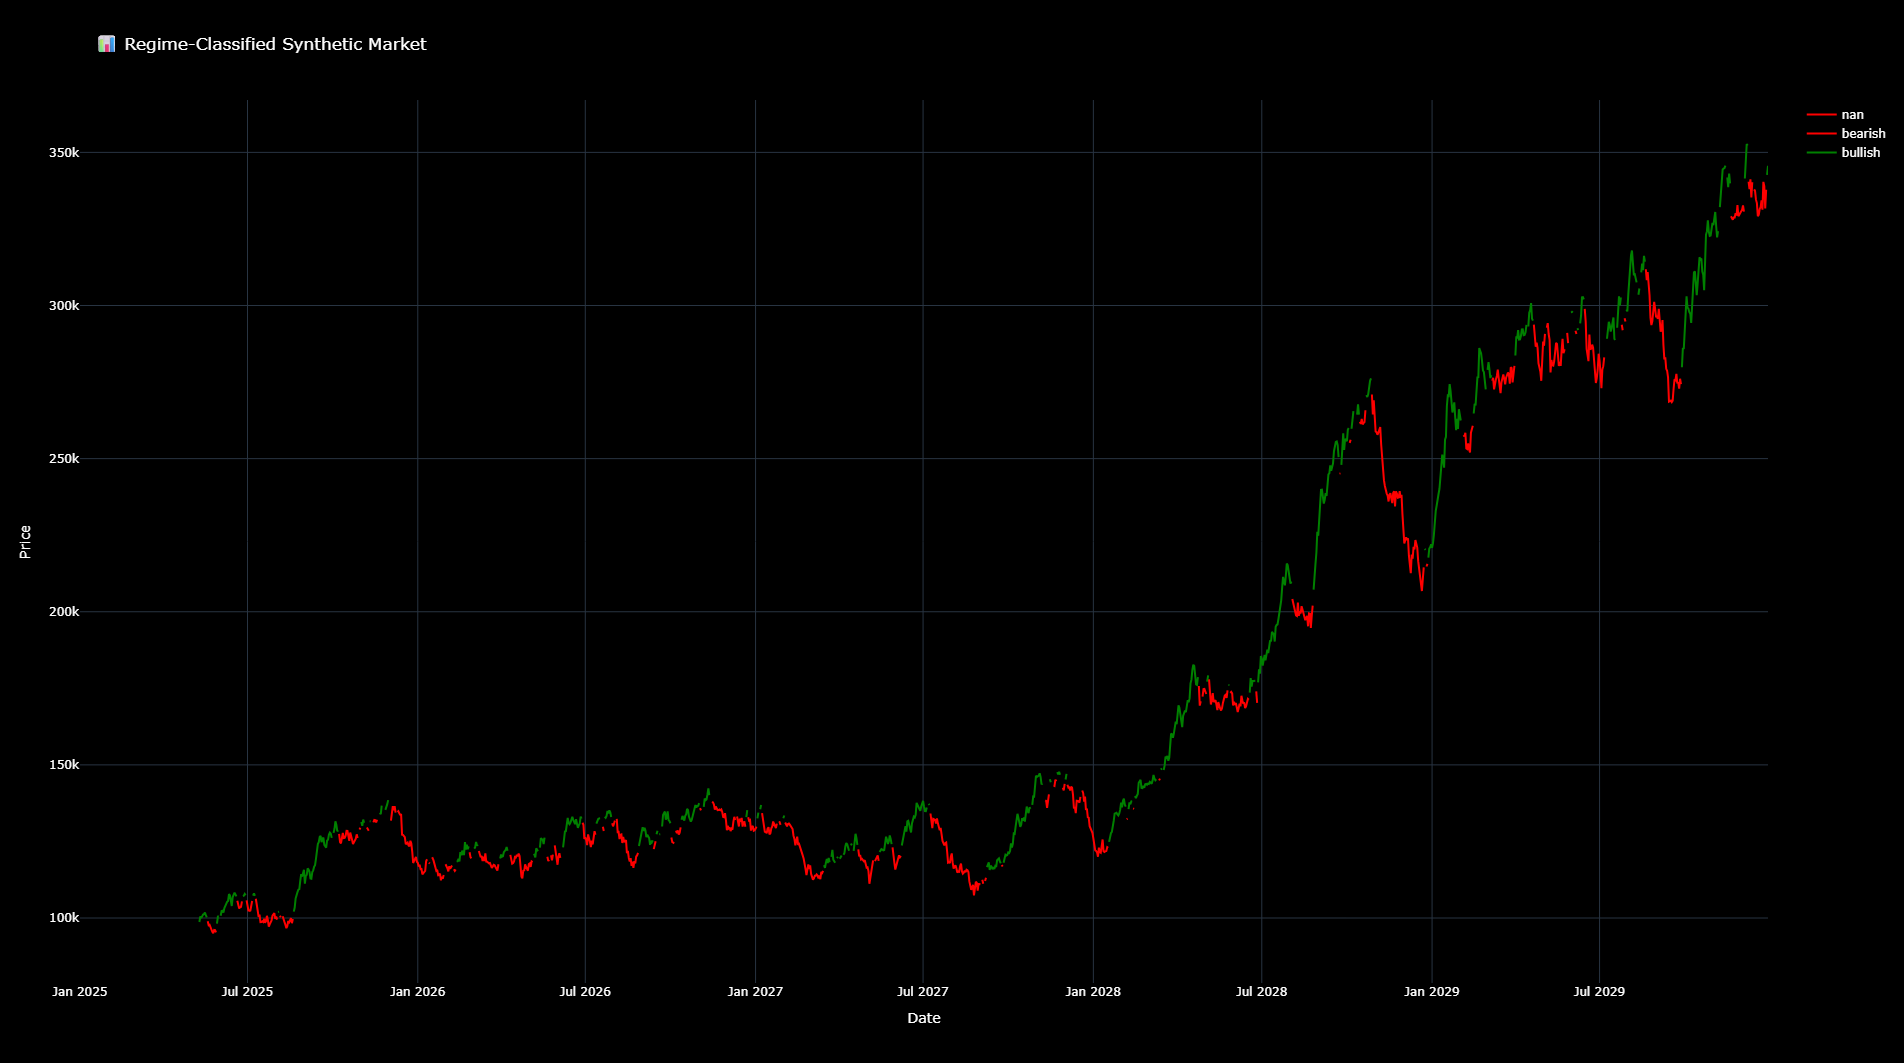 📊 Regime-Classified Synthetic Market
nan
bearish
bullish
350k
300k
250k
200k
150k
100k
Price
Jan 2025
Jul 2025
Jan 2026
Jul 2026
Jan 2027
Jul 2027
Jan 2028
Jul 2028
Jan 2029
Jul 2029
Date